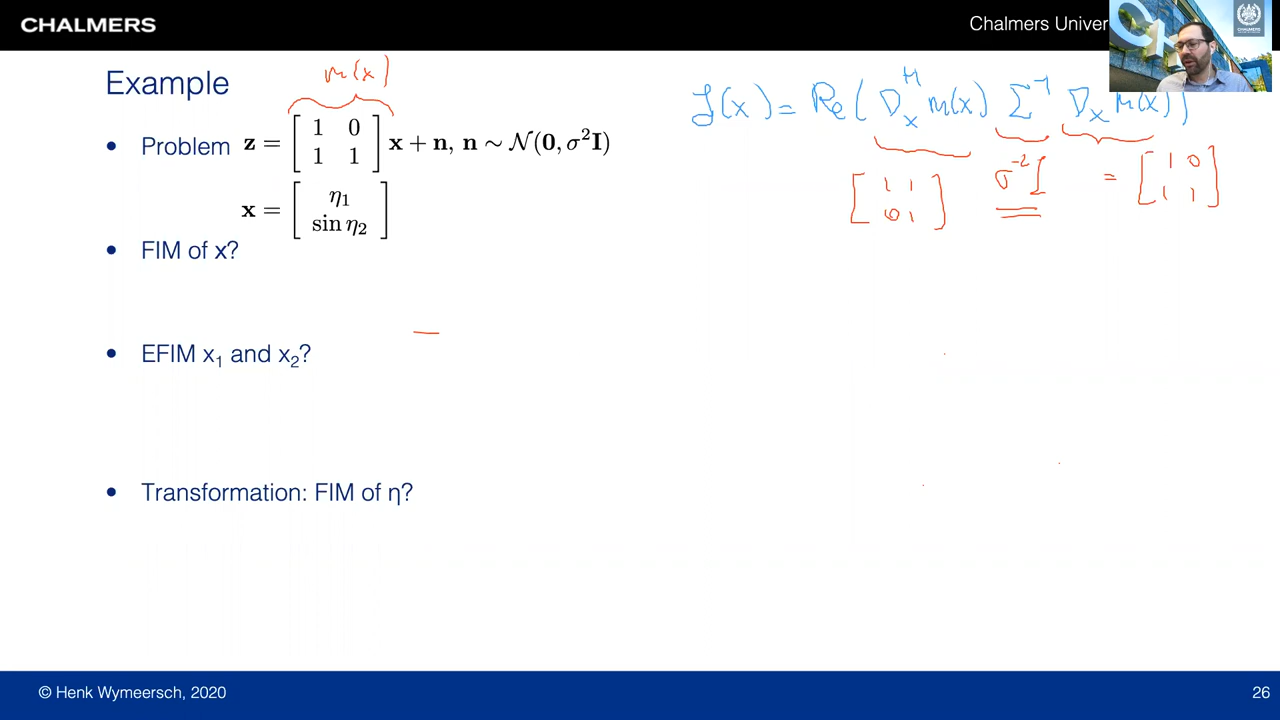 CHALMERS
Chalmers Univer
Example
m(x)
J(x) = Re( D_x^H m(x) Σ^{-1} D_x m(x) )
• Problem z = [ 1 0 ; 1 1 ] x + n, n ∼ N(0, σ²I)
[ 1 1 ; 0 1 ] σ^{-2} I = [ 1 0 ; 1 1 ]
x = [ η₁ ; sin η₂ ]
• FIM of x?
• EFIM x₁ and x₂?
• Transformation: FIM of η?
© Henk Wymeersch, 2020
26